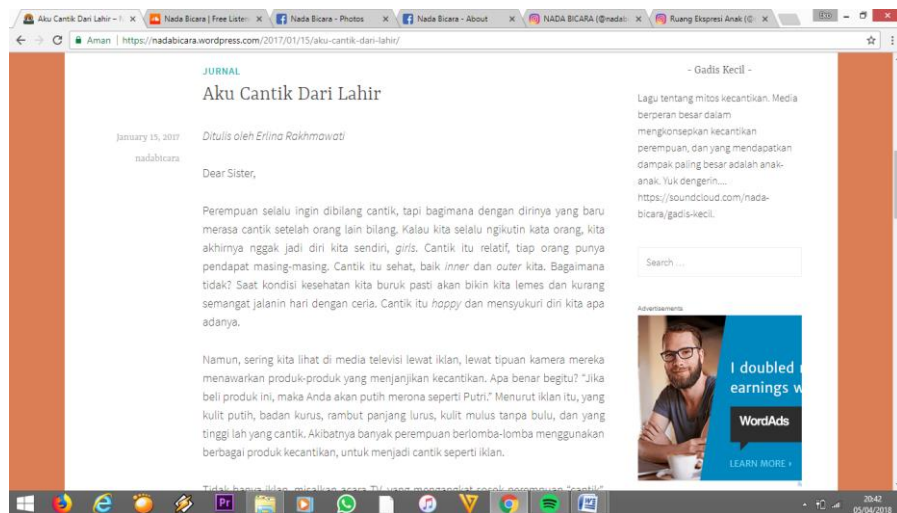 Aku Cantik Dari Lahir –
Nada Bicara | Free Listen
Nada Bicara - Photos
Nada Bicara - About
NADA BICARA (@nadab
Ruang Ekspresi Anak (@
Aman | https://nadabicara.wordpress.com/2017/01/15/aku-cantik-dari-lahir/
JURNAL
Aku Cantik Dari Lahir
January 15, 2017
nadabicara
Ditulis oleh Erlina Rakhmawati
Dear Sister,
Perempuan selalu ingin dibilang cantik, tapi bagimana dengan dirinya yang baru
merasa cantik setelah orang lain bilang. Kalau kita selalu ngikutin kata orang, kita
akhirnya nggak jadi diri kita sendiri, girls. Cantik itu relatif, tiap orang punya
pendapat masing-masing. Cantik itu sehat, baik inner dan outer kita. Bagaimana
tidak? Saat kondisi kesehatan kita buruk pasti akan bikin kita lemes dan kurang
semangat jalanin hari dengan ceria. Cantik itu happy dan mensyukuri diri kita apa
adanya.
Namun, sering kita lihat di media televisi lewat iklan, lewat tipuan kamera mereka
menawarkan produk-produk yang menjanjikan kecantikan. Apa benar begitu? "Jika
beli produk ini, maka Anda akan putih merona seperti Putri." Menurut iklan itu, yang
kulit putih, badan kurus, rambut panjang lurus, kulit mulus tanpa bulu, dan yang
tinggi lah yang cantik. Akibatnya banyak perempuan berlomba-lomba menggunakan
berbagai produk kecantikan, untuk menjadi cantik seperti iklan.
Tidak hanya iklan, misalkan acara TV yang mengangkat sosok perempuan "cantik"
- Gadis Kecil -
Lagu tentang mitos kecantikan. Media
berperan besar dalam
mengkonsepkan kecantikan
perempuan, dan yang mendapatkan
dampak paling besar adalah anak-
anak. Yuk dengerin....
https://soundcloud.com/nada-
bicara/gadis-kecil.
Search ...
Advertisements
I doubled
earnings w
WordAds
LEARN MORE
Pr
20:42
05/04/2018